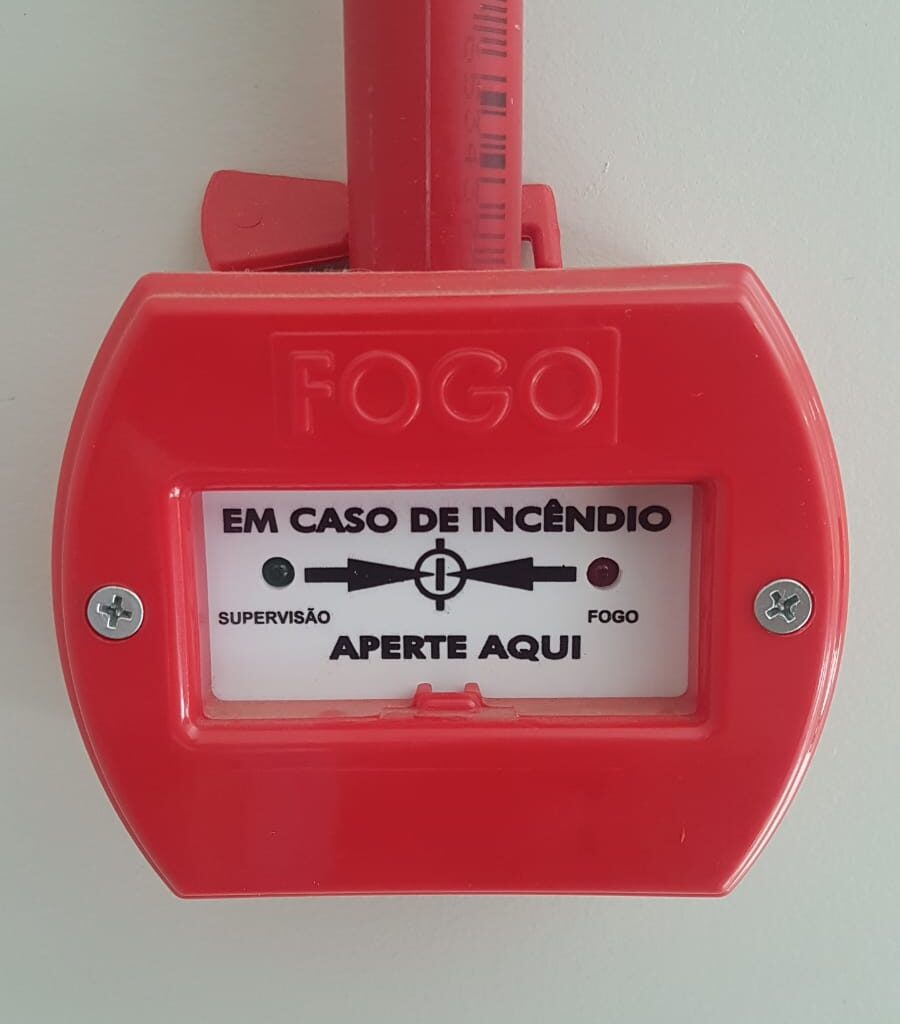 FOGO
EM CASO DE INCÊNDIO
SUPERVISÃO FOGO
APERTE AQUI